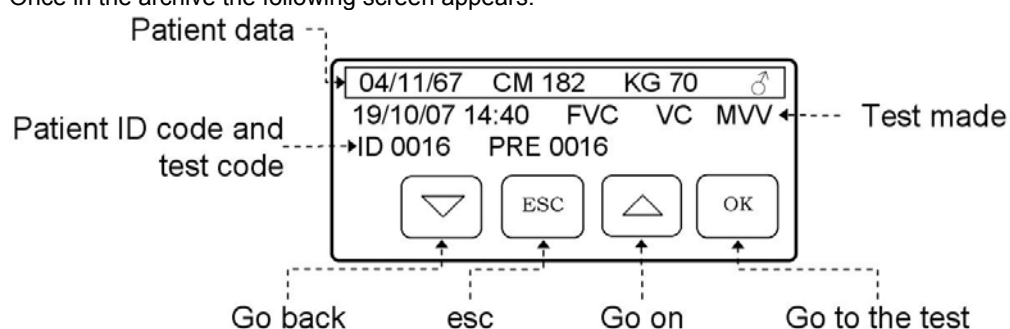 Once in the archive the following screen appears:
Patient data
04/11/67 CM 182 KG 70 ♂
19/10/07 14:40 FVC VC MVV
Test made
Patient ID code and
test code
ID 0016 PRE 0016
ESC
OK
Go back
esc
Go on
Go to the test